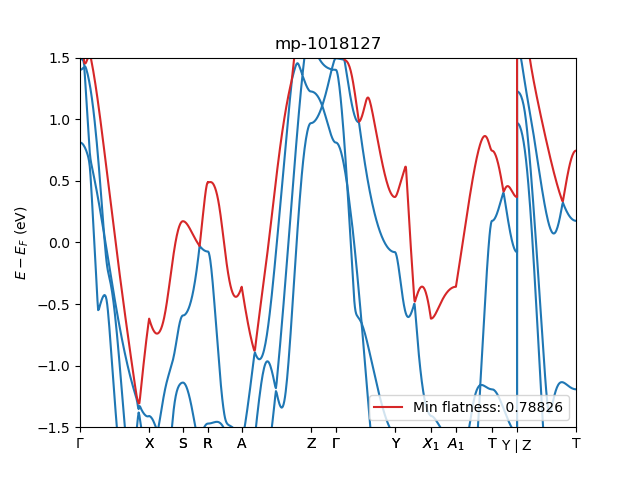 mp-1018127
E − E_F (eV)
1.5
1.0
0.5
0.0
−0.5
−1.0
−1.5
Min flatness: 0.78826
Γ X S R A Z Γ Y X₁ A₁ T Y | Z T